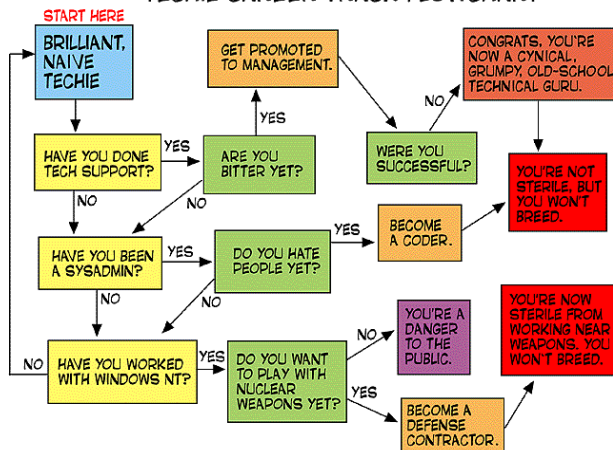 TECHIE CAREER TRACK FLOWCHART
START HERE
BRILLIANT,
NAIVE
TECHIE
GET PROMOTED
TO MANAGEMENT.
CONGRATS, YOU'RE
NOW A CYNICAL,
GRUMPY, OLD-SCHOOL
TECHNICAL GURU.
NO
YES
HAVE YOU DONE
TECH SUPPORT?
YES
ARE YOU
BITTER YET?
WERE YOU
SUCCESSFUL?
YOU'RE NOT
STERILE, BUT
YOU WON'T
BREED.
NO
NO
HAVE YOU BEEN
A SYSADMIN?
YES
DO YOU HATE
PEOPLE YET?
YES
BECOME
A CODER.
NO
NO
YOU'RE A
DANGER
TO THE
PUBLIC.
YOU'RE NOW
STERILE FROM
WORKING NEAR
WEAPONS. YOU
WON'T BREED.
NO
HAVE YOU WORKED
WITH WINDOWS NT?
YES
DO YOU WANT
TO PLAY WITH
NUCLEAR
WEAPONS YET?
NO
YES
BECOME A
DEFENSE
CONTRACTOR.